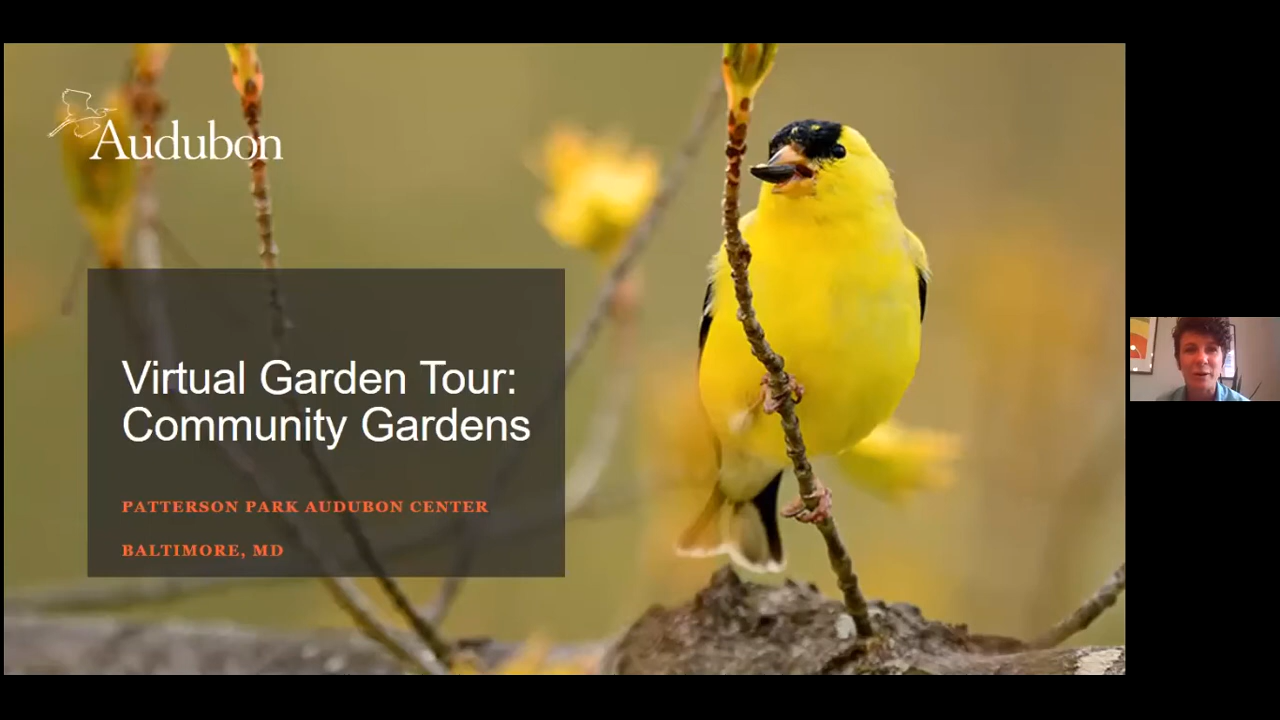 Audubon
Virtual Garden Tour:
Community Gardens
PATTERSON PARK AUDUBON CENTER
BALTIMORE, MD